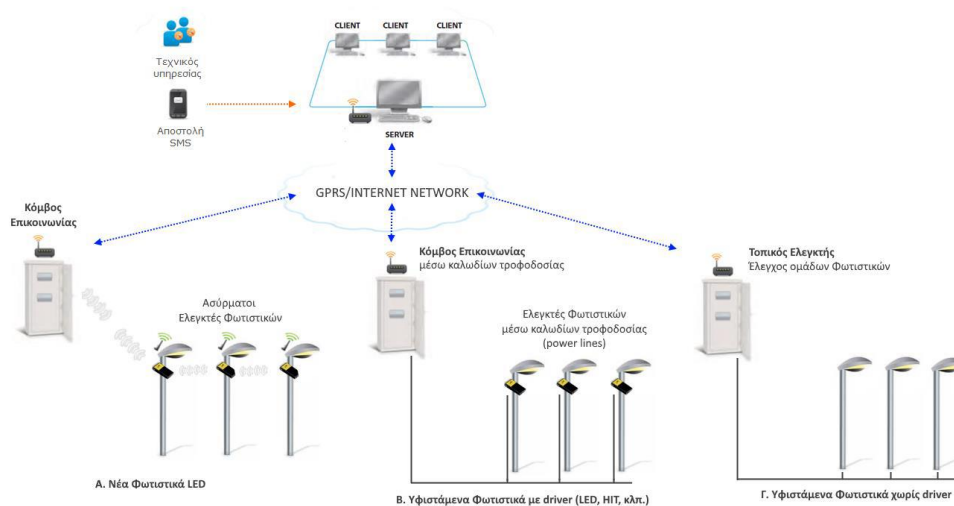 CLIENT CLIENT CLIENT
Τεχνικός
υπηρεσίας
Αποστολή
SMS
SERVER
GPRS/INTERNET NETWORK
Κόμβος
Επικοινωνίας
Κόμβος Επικοινωνίας
μέσω καλωδίων τροφοδοσίας
Τοπικός Ελεγκτής
Έλεγχος ομάδων Φωτιστικών
Ασύρματοι
Ελεγκτές Φωτιστικών
Ελεγκτές Φωτιστικών
μέσω καλωδίων τροφοδοσίας
(power lines)
Α. Νέα Φωτιστικά LED
Β. Υφιστάμενα Φωτιστικά με driver (LED, HIT, κλπ.)
Γ. Υφιστάμενα Φωτιστικά χωρίς driver